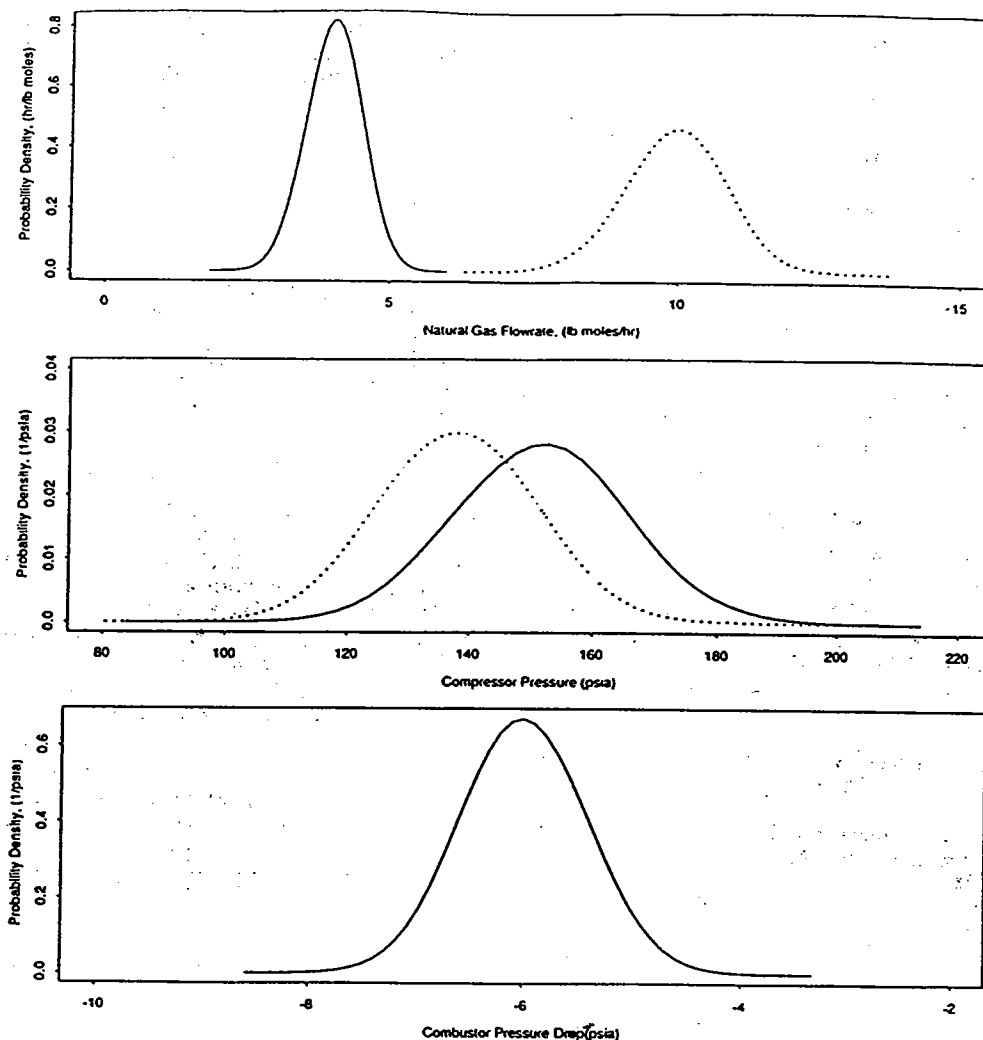 Probability Density, (hr/lb moles)
0.0 0.2 0.4 0.6 0.8
0 5 10 -15
Natural Gas Flowrate, (lb moles/hr)
Probability Density, (1/psia)
0.0 0.01 0.02 0.03 0.04
80 100 120 140 160 180 200 220
Compressor Pressure (psia)
Probability Density, (1/psia)
0.0 0.2 0.4 0.6
-10 -8 -6 -4 -2
Combustor Pressure Drop (psia)